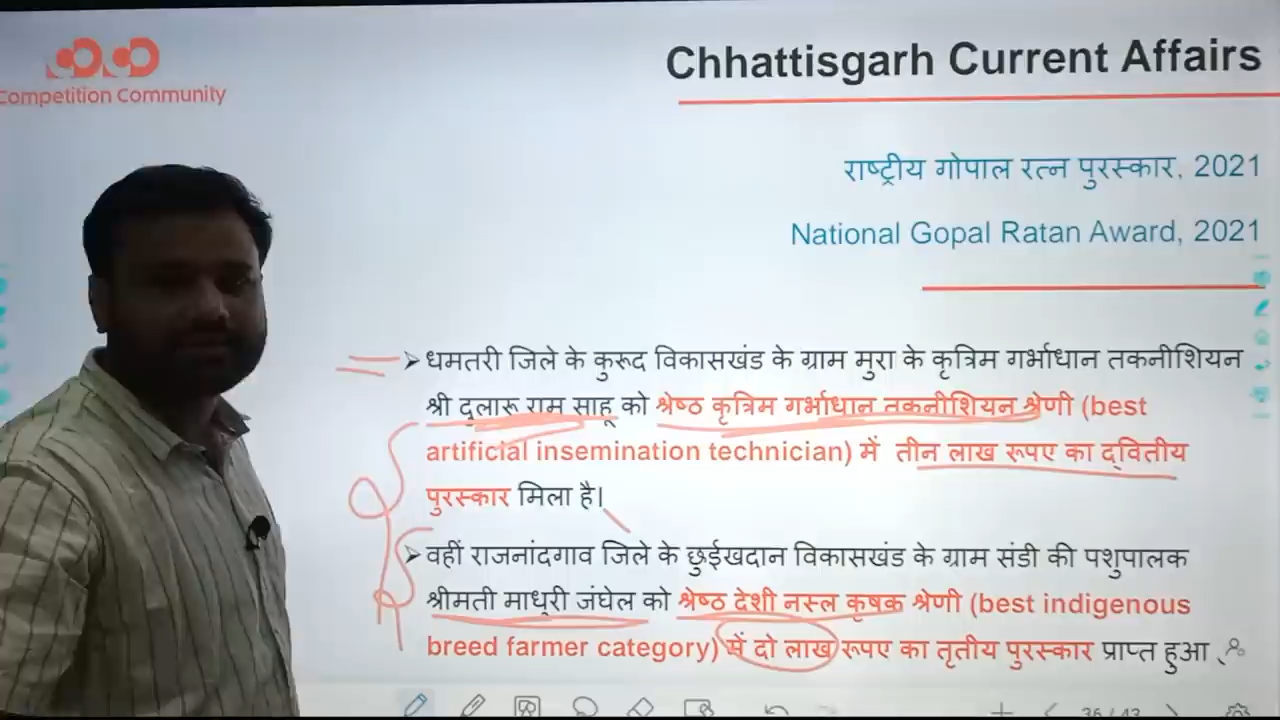 Competition Community
Chhattisgarh Current Affairs
राष्ट्रीय गोपाल रत्न पुरस्कार, 2021
National Gopal Ratan Award, 2021
➢ धमतरी जिले के कुरूद विकासखंड के ग्राम मुरा के कृत्रिम गर्भाधान तकनीशियन
श्री दुलारू राम साहू को श्रेष्ठ कृत्रिम गर्भाधान तकनीशियन श्रेणी (best
artificial insemination technician) में तीन लाख रूपए का द्वितीय
पुरस्कार मिला है।
➢ वहीं राजनांदगाव जिले के छुईखदान विकासखंड के ग्राम संडी की पशुपालक
श्रीमती माधुरी जंघेल को श्रेष्ठ देशी नस्ल कृषक श्रेणी (best indigenous
breed farmer category) में दो लाख रूपए का तृतीय पुरस्कार प्राप्त हुआ
36 / 43